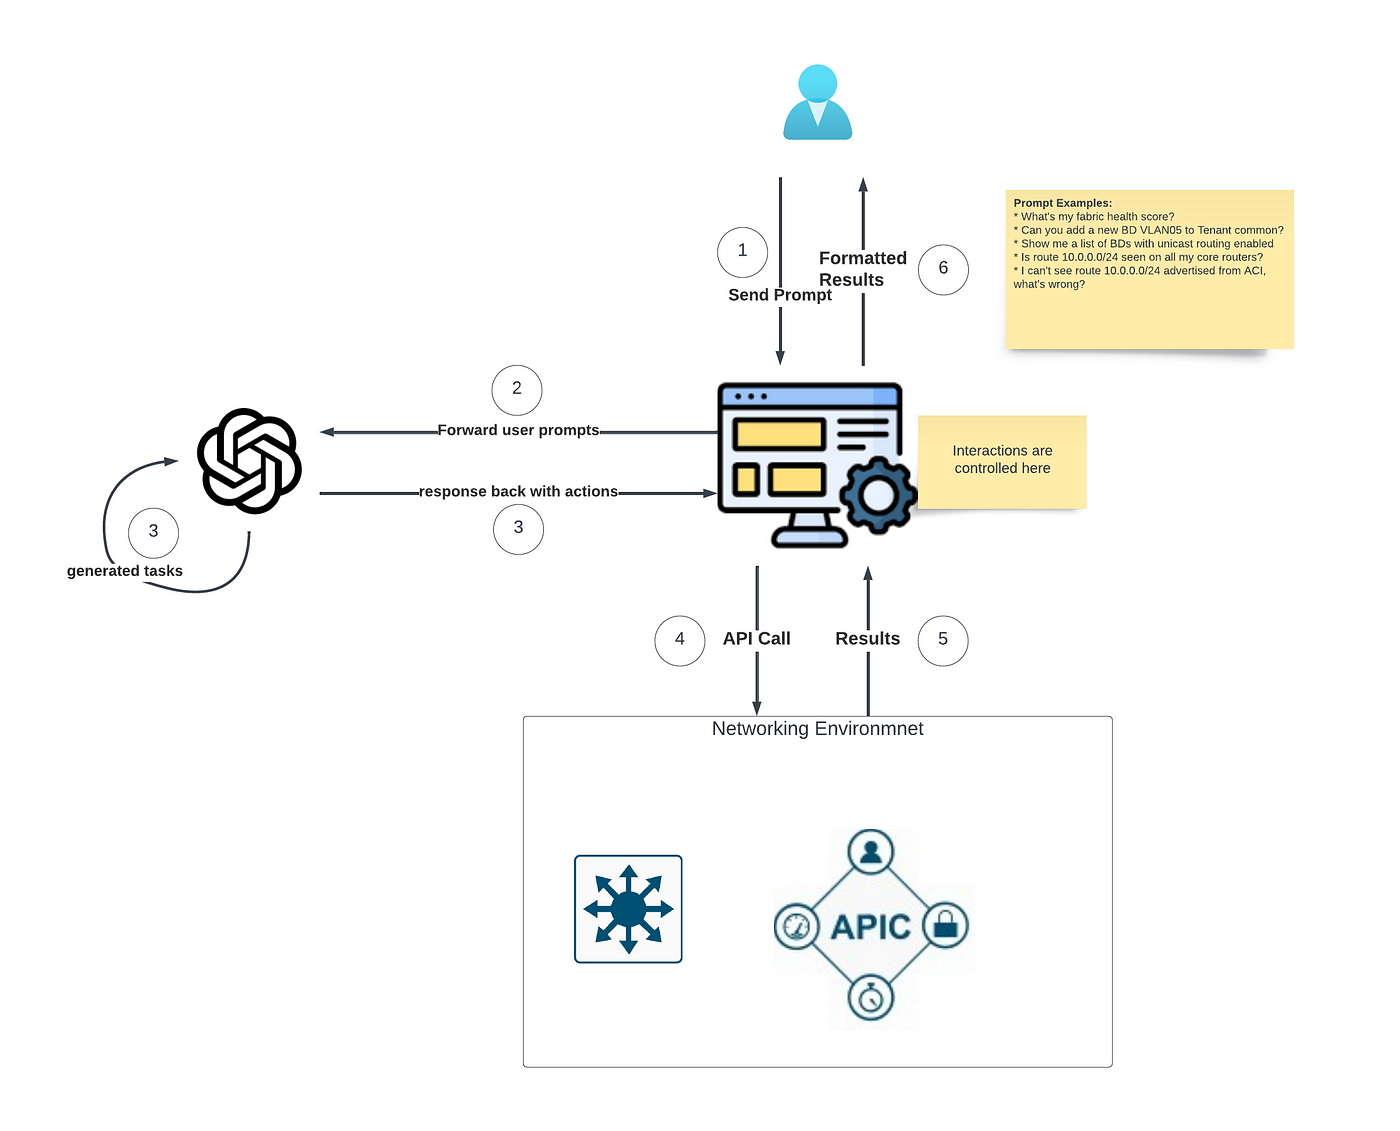 Prompt Examples:
* What's my fabric health score?
* Can you add a new BD VLAN05 to Tenant common?
* Show me a list of BDs with unicast routing enabled
* Is route 10.0.0.0/24 seen on all my core routers?
* I can't see route 10.0.0.0/24 advertised from ACI,
what's wrong?
1
Send Prompt
Formatted
Results
6
2
Forward user prompts
response back with actions
3
3
generated tasks
Interactions are
controlled here
4
API Call
Results
5
Networking Environmnet
APIC